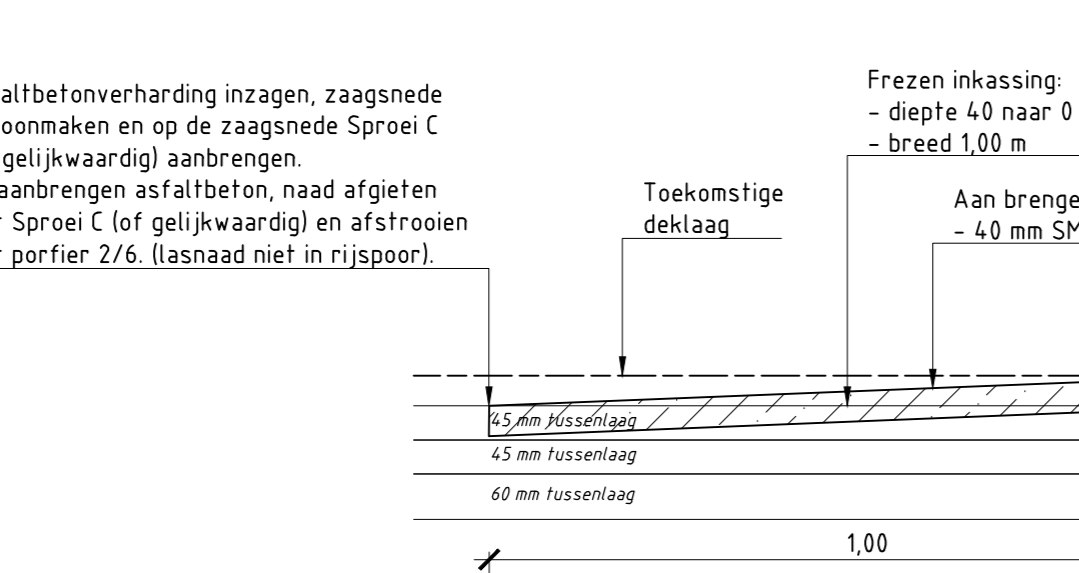 altbetonverharding inzagen, zaagsnede
oonmaken en op de zaagsnede Sproei C
gelijkwaardig) aanbrengen.
aanbrengen asfaltbeton, naad afgieten
Sproei C (of gelijkwaardig) en afstrooien
porfier 2/6. (lasnaad niet in rijspoor).
Toekomstige
deklaag
Frezen inkassing:
- diepte 40 naar 0
- breed 1,00 m
Aan brenge
- 40 mm SM
45 mm tussenlaag
45 mm tussenlaag
60 mm tussenlaag
1,00